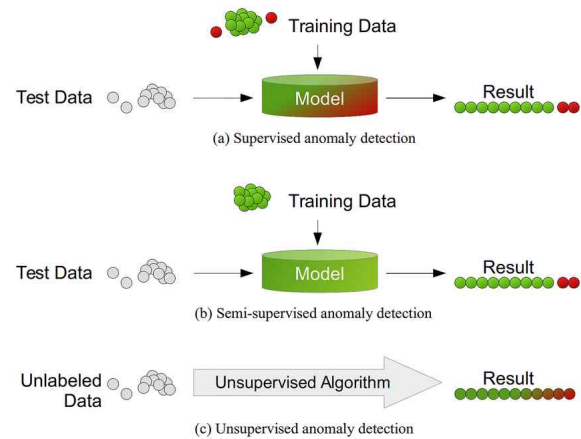 Training Data
Test Data
Model
Result
(a) Supervised anomaly detection
Training Data
Test Data
Model
Result
(b) Semi-supervised anomaly detection
Unlabeled
Data
Unsupervised Algorithm
Result
(c) Unsupervised anomaly detection